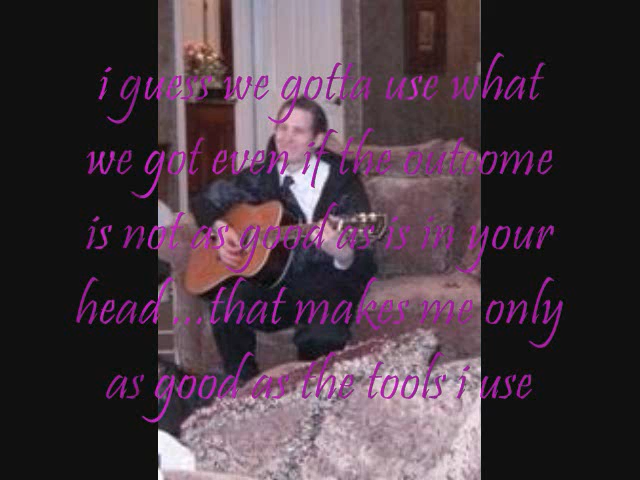 i guess we gotta use what
we got even if the outcome
is not as good as is in your
head ...that makes me only
as good as the tools i use